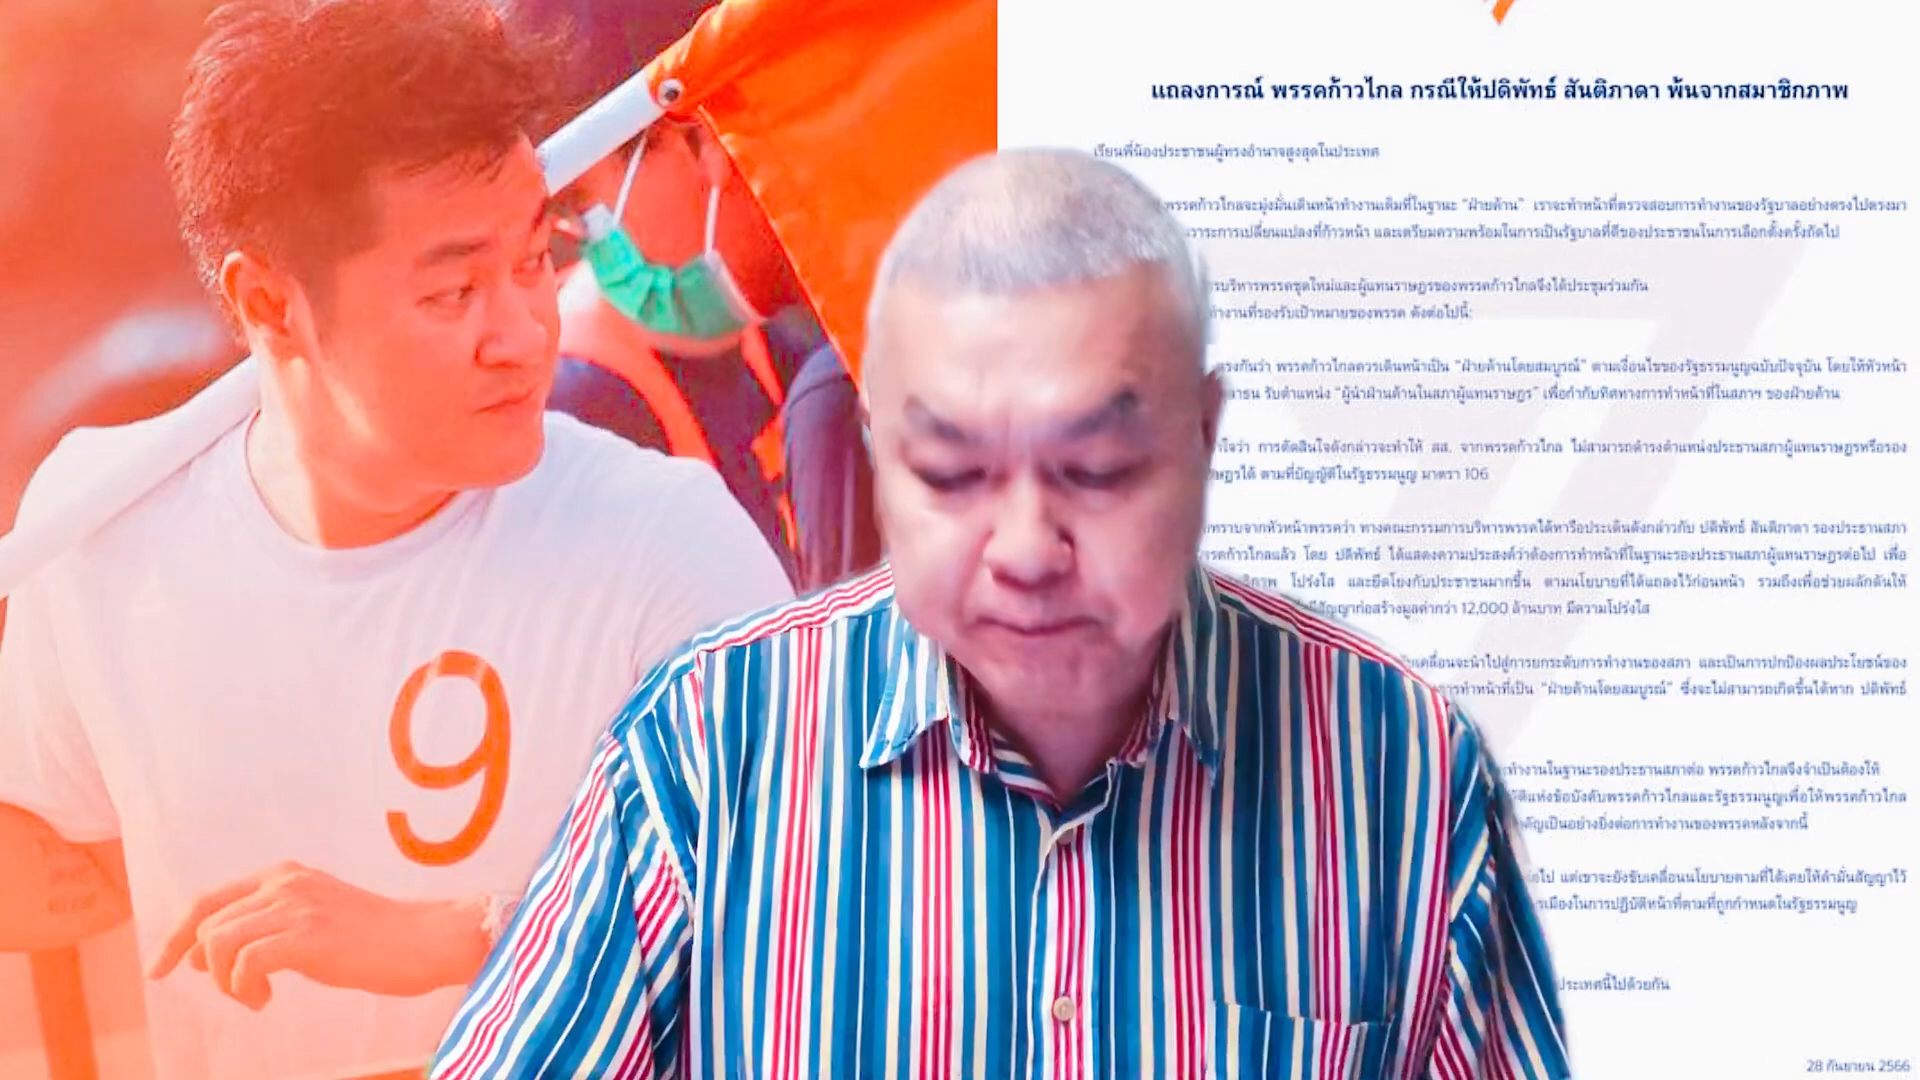 แถลงการณ์ พรรคก้าวไกล กรณีให้ปดิพัทธ์ สันติภาดา พ้นจากสมาชิกภาพ
เรียนพี่น้องประชาชนผู้ทรงอำนาจสูงสุดในประเทศ
พรรคก้าวไกลจะมุ่งมั่นเดินหน้าทำงานเต็มที่ในฐานะ "ฝ่ายค้าน" เราจะทำหน้าที่ตรวจสอบการทำงานของรัฐบาลอย่างตรงไปตรงมา
วาระการเปลี่ยนแปลงที่ก้าวหน้า และเตรียมความพร้อมในการเป็นรัฐบาลที่ดีของประชาชนในการเลือกตั้งครั้งถัดไป
บริหารพรรคชุดใหม่และผู้แทนราษฎรของพรรคก้าวไกลจึงได้ประชุมร่วมกัน
ทำงานที่รองรับเป้าหมายของพรรค ดังต่อไปนี้:
ตรงกันว่า พรรคก้าวไกลควรเดินหน้าเป็น "ฝ่ายค้านโดยสมบูรณ์" ตามเงื่อนไขของรัฐธรรมนูญฉบับปัจจุบัน โดยให้หัวหน้า
รับตำแหน่ง "ผู้นำฝ่านค้านในสภาผู้แทนราษฎร" เพื่อกำกับทิศทางการทำหน้าที่ในสภาฯ ของฝ่ายค้าน
ใจว่า การตัดสินใจดังกล่าวจะทำให้ สส. จากพรรคก้าวไกล ไม่สามารถดำรงตำแหน่งประธานสภาผู้แทนราษฎรหรือรอง
ษฎรได้ ตามที่บัญญัติในรัฐธรรมนูญ มาตรา 106
ทราบจากหัวหน้าพรรคว่า ทางคณะกรรมการบริหารพรรคได้หารือประเด็นดังกล่าวกับ ปดิพัทธ์ สันติภาดา รองประธานสภา
รคก้าวไกลแล้ว โดย ปดิพัทธ์ ได้แสดงความประสงค์ว่าต้องการทำหน้าที่ในฐานะรองประธานสภาผู้แทนราษฎรต่อไป เพื่อ
ธิภาพ โปร่งใส และยึดโยงกับประชาชนมากขึ้น ตามนโยบายที่ได้แถลงไว้ก่อนหน้า รวมถึงเพื่อช่วยผลักดันให้
สัญญาก่อสร้างมูลค่ากว่า 12,000 ล้านบาท มีความโปร่งใส
บเคลื่อนจะนำไปสู่การยกระดับการทำงานของสภา และเป็นการปกป้องผลประโยชน์ของ
การทำหน้าที่เป็น "ฝ่ายค้านโดยสมบูรณ์" ซึ่งจะไม่สามารถเกิดขึ้นได้หาก ปดิพัทธ์
ทำงานในฐานะรองประธานสภาต่อ พรรคก้าวไกลจึงจำเป็นต้องให้
ติแห่งข้อบังคับพรรคก้าวไกลและรัฐธรรมนูญเพื่อให้พรรคก้าวไกล
คัญเป็นอย่างยิ่งต่อการทำงานของพรรคหลังจากนี้
อไป แต่เขาจะยังขับเคลื่อนนโยบายตามที่ได้เคยให้คำมั่นสัญญาไว้
รเมืองในการปฏิบัติหน้าที่ตามที่ถูกกำหนดในรัฐธรรมนูญ
ประเทศนี้ไปด้วยกัน
28 กันยายน 2566
9